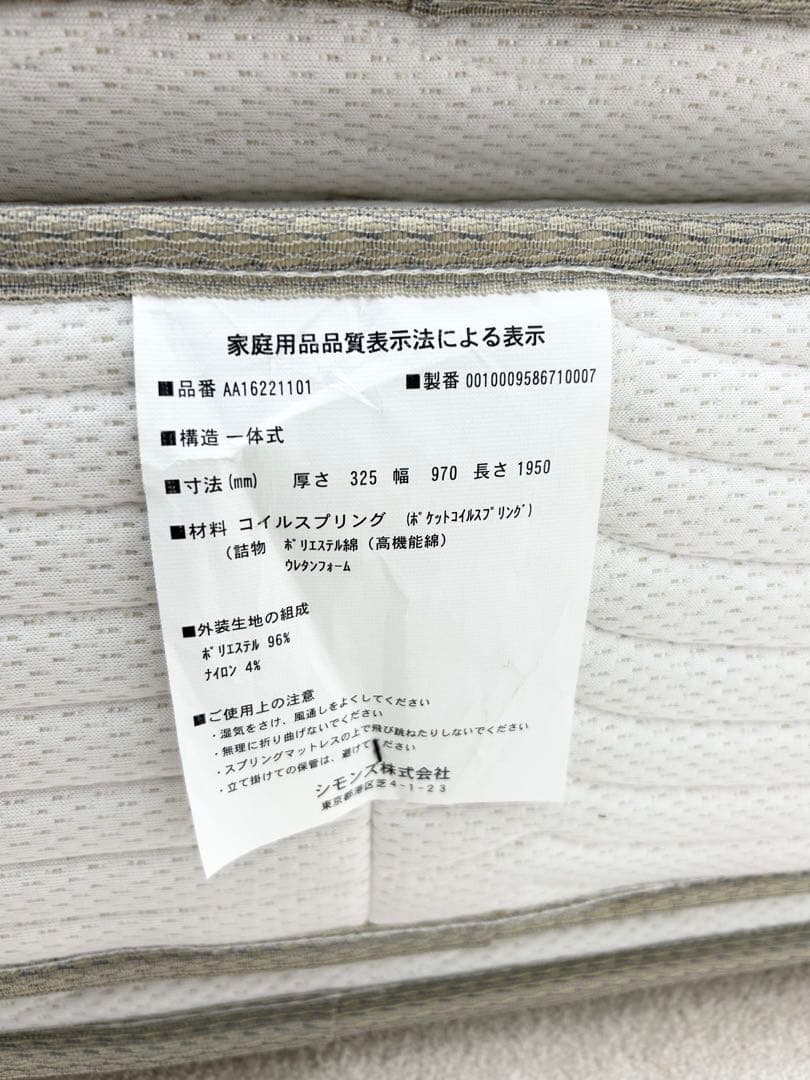 家庭用品品質表示法による表示
■品番 AA16221101 ■製番 0010009586710007
■構造 一体式
■寸法(mm) 厚さ 325 幅 970 長さ 1950
■材料 コイルスプリング (ﾎﾟｹｯﾄｺｲﾙｽﾌﾟﾘﾝｸﾞ)
(詰物 ﾎﾟﾘｴｽﾃﾙ綿 (高機能綿)
ｳﾚﾀﾝﾌｫｰﾑ
■外装生地の組成
ﾎﾟﾘｴｽﾃﾙ 96%
ﾅｲﾛﾝ 4%
■ご使用上の注意
・湿気をさけ、風通しをよくしてください
・無理に折り曲げないでください
・スプリングマットレスの上で飛び跳ねたりしないでください
・立て掛けての保管は、避けてください
シモンズ株式会社
東京都港区芝4-1-23